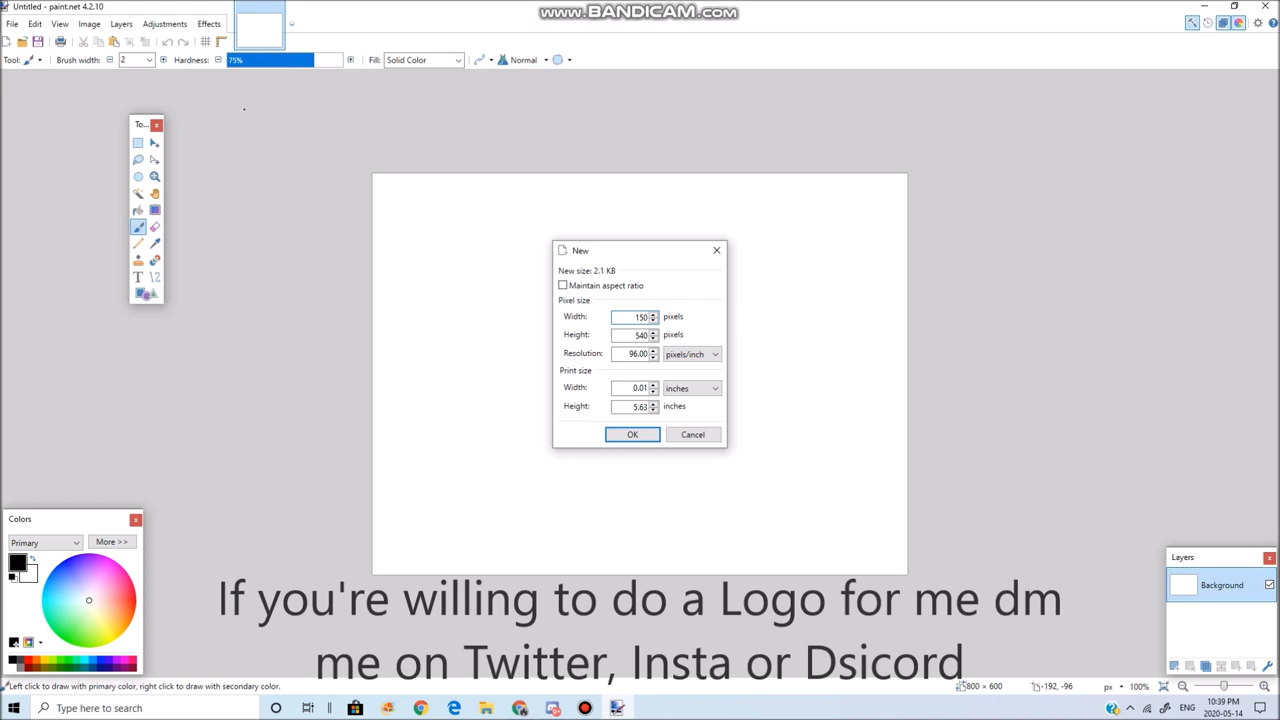 Untitled - paint.net 4.2.10
www.BANDICAM.com
File Edit View Image Layers Adjustments Effects
Tool: Brush width: 2 Hardness: 75% Fill: Solid Color Normal
To...
New
New size: 2.1 KB
Maintain aspect ratio
Pixel size
Width: 150 pixels
Height: 540 pixels
Resolution: 96.00 pixels/inch
Print size
Width: 0.01 inches
Height: 5.63 inches
OK Cancel
Colors
Primary More >>
Layers
Background
If you're willing to do a Logo for me dm
me on Twitter, Insta or Dsicord
Left click to draw with primary color, right click to draw with secondary color. 800 × 600 -192, -96 px 100%
Type here to search
10:39 PM
2020-05-14